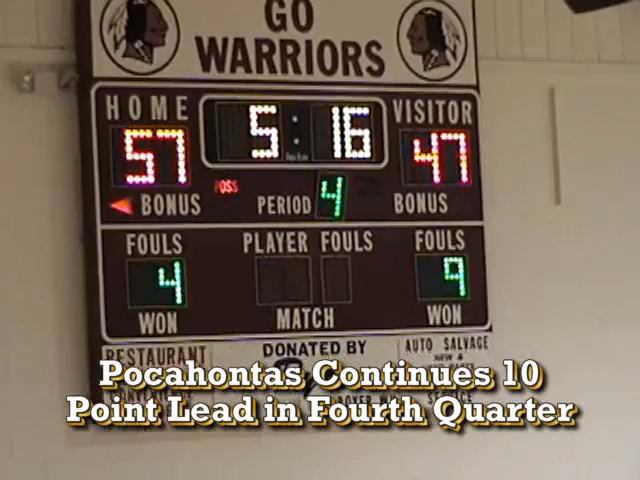 GO
WARRIORS
HOME 5:16 VISITOR
57 47
POSS
BONUS PERIOD 4 BONUS
FOULS PLAYER FOULS FOULS
4 9
WON MATCH WON
RESTAURANT DONATED BY AUTO SALVAGE
Pocahontas Continues 10
Point Lead in Fourth Quarter